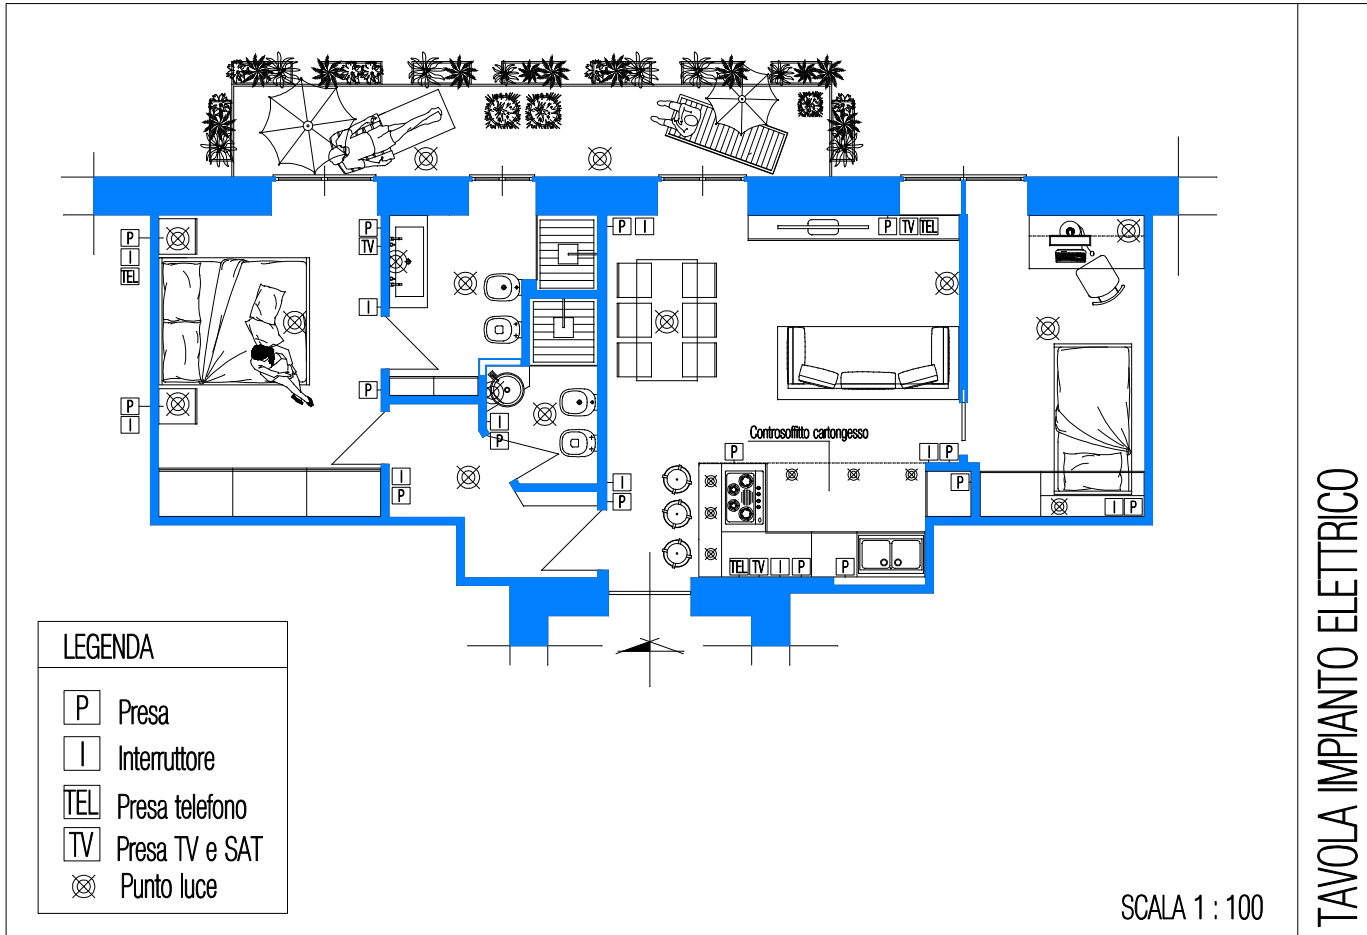 P
TV
P
I
TEL
I
P
P
I
I
P
I
P
I
P
P I
I
P
P TV TEL
Controsoffitto cartongesso
P
I P
P
I P
TEL TV I P
P
LEGENDA
P Presa
I Interruttore
TEL Presa telefono
TV Presa TV e SAT
Punto luce
SCALA 1 : 100
TAVOLA IMPIANTO ELETTRICO